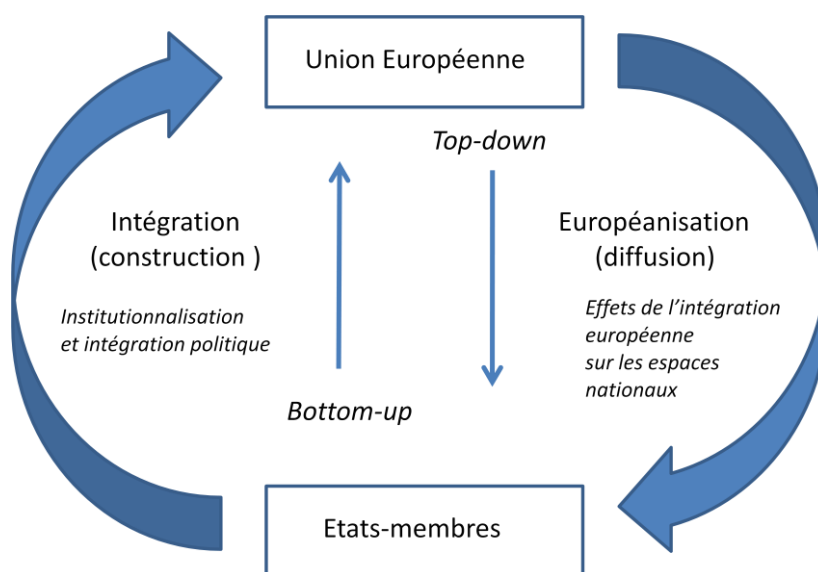 Union Européenne
Top-down
Intégration
(construction )
Institutionnalisation
et intégration politique
Européanisation
(diffusion)
Effets de l’intégration
européenne
sur les espaces
nationaux
Bottom-up
Etats-membres